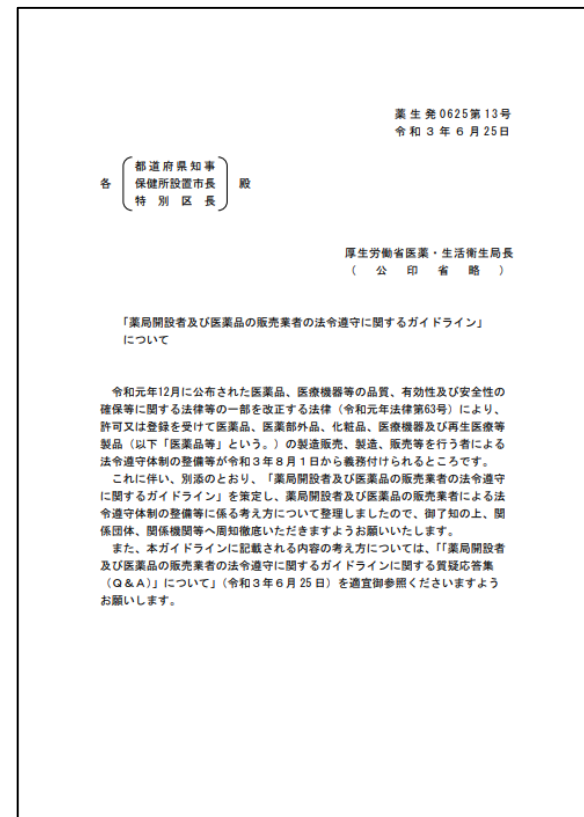 薬生発0625第13号
令和３年６月25日
都道府県知事
各 保健所設置市長 殿
特別区長
厚生労働省医薬・生活衛生局長
（公印省略）
「薬局開設者及び医薬品の販売業者の法令遵守に関するガイドライン」
について
令和元年12月に公布された医薬品、医療機器等の品質、有効性及び安全性の
確保等に関する法律等の一部を改正する法律（令和元年法律第63号）により、
許可又は登録を受けて医薬品、医薬部外品、化粧品、医療機器及び再生医療等
製品（以下「医薬品等」という。）の製造販売、製造、販売等を行う者による
法令遵守体制の整備等が令和３年８月１日から義務付けられるところです。
これに伴い、別添のとおり、「薬局開設者及び医薬品の販売業者の法令遵守
に関するガイドライン」を策定し、薬局開設者及び医薬品の販売業者による法
令遵守体制の整備等に係る考え方について整理しましたので、御了知の上、関
係団体、関係機関等へ周知徹底いただきますようお願いいたします。
また、本ガイドラインに記載される内容の考え方については、「「薬局開設者
及び医薬品の販売業者の法令遵守に関するガイドラインに関する質疑応答集
（Ｑ＆Ａ）」について」（令和３年６月25日）を適宜御参照くださいますよう
お願いします。